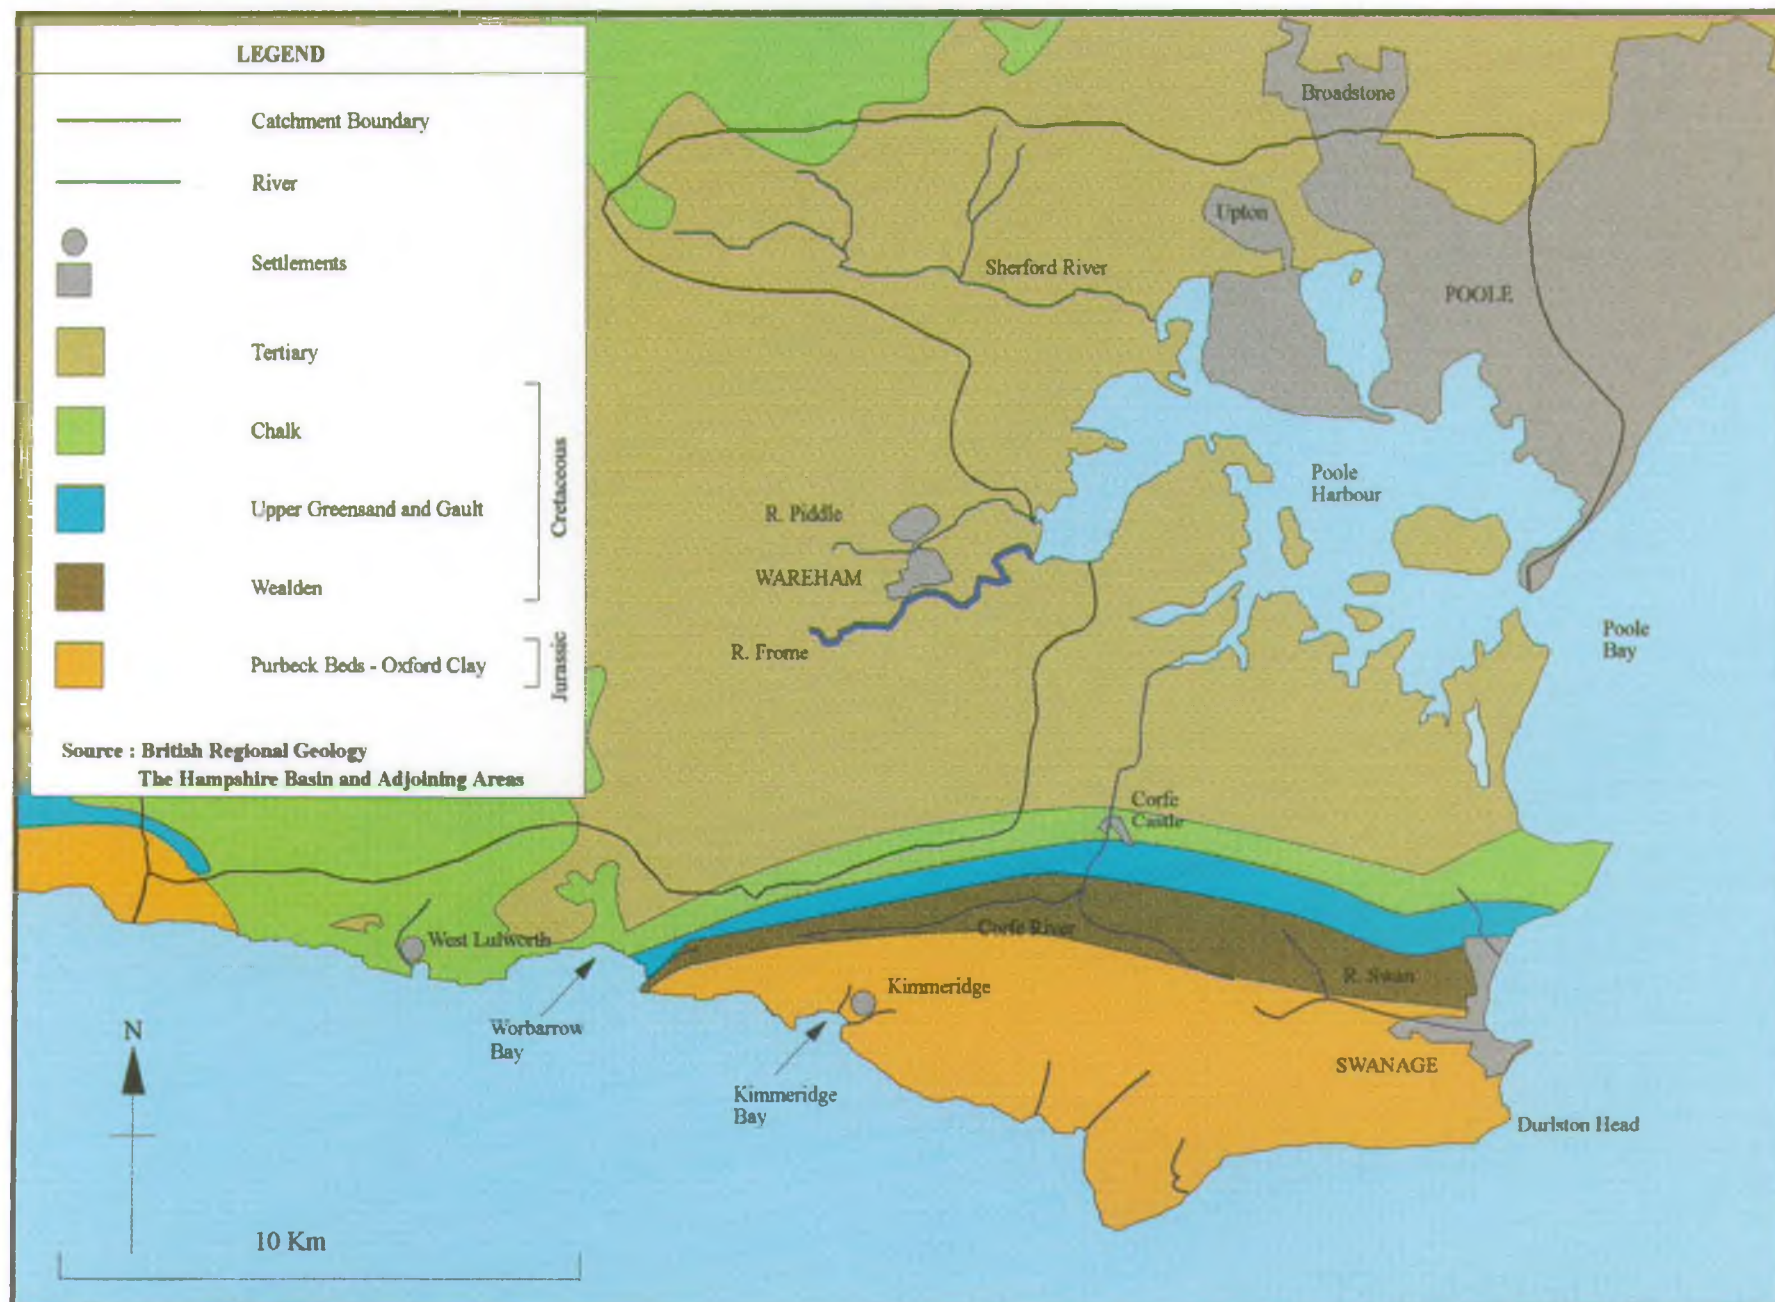 LEGEND
Catchment Boundary
River
Settlements
Tertiary
Chalk
Upper Greensand and Gault
Wealden
Purbeck Beds - Oxford Clay
Cretaceous
Jurassic
Source : British Regional Geology
The Hampshire Basin and Adjoining Areas
Broadstone
Upton
Sherford River
POOLE
Poole
Harbour
R. Piddle
WAREHAM
R. Frome
Poole
Bay
Corfe
Castle
West Lulworth
Corfe River
R. Swan
Kimmeridge
Worbarrow
Bay
N
Kimmeridge
Bay
SWANAGE
Durlston Head
10 Km